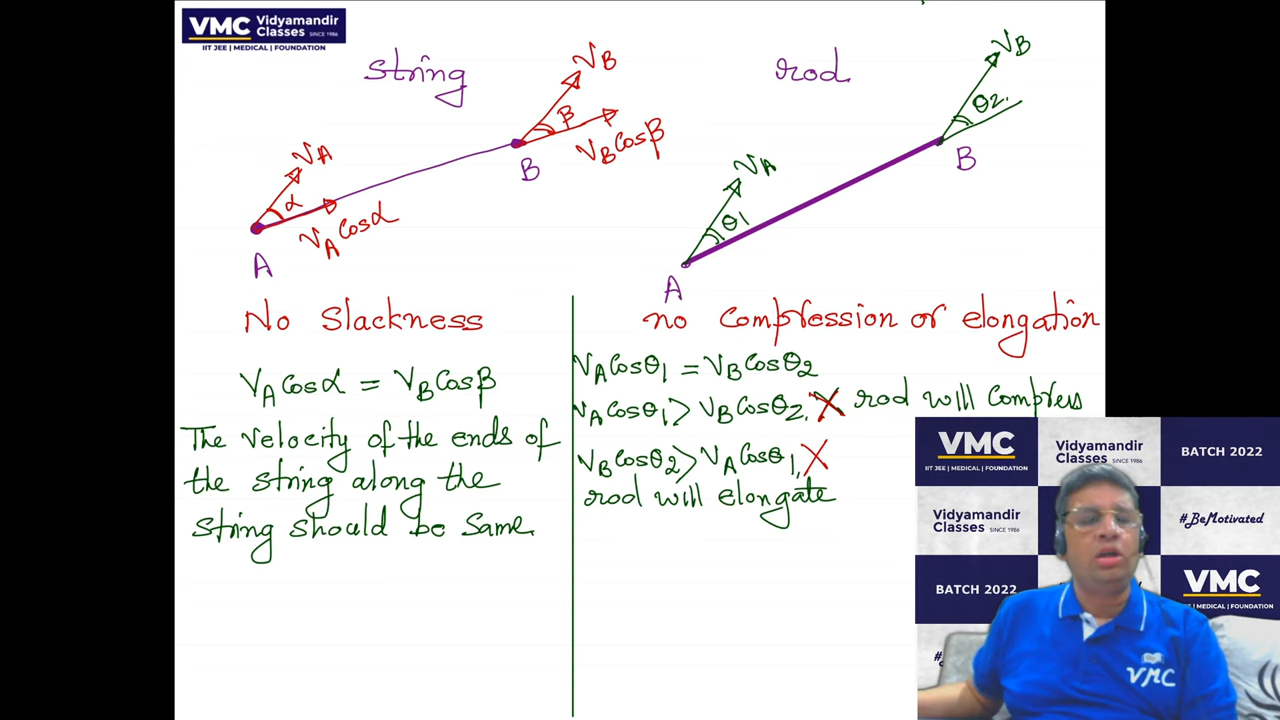 VMC Vidyamandir Classes SINCE 1986
IIT JEE | MEDICAL | FOUNDATION
string
rod
VA
α
VA Cosα
A
VB
β
VB Cosβ
B
VA
θ1
A
VB
θ2.
B
No Slackness
VA Cosα = VB Cosβ
The velocity of the ends of
the string along the
string should be same.
no compression or elongation
VA Cosθ1 = VB Cosθ2
VA Cosθ1 > VB Cosθ2. X rod will compress
VB Cosθ2 > VA Cosθ1, X
rod will elongate
VMC
IIT JEE | MEDICAL | FOUNDATION
Vidyamandir
Classes SINCE 1986
BATCH 2022
Vidyamandir
Classes SINCE 1986
#BeMotivated
BATCH 2022
VMC
IIT JEE | MEDICAL | FOUNDATION
VMC